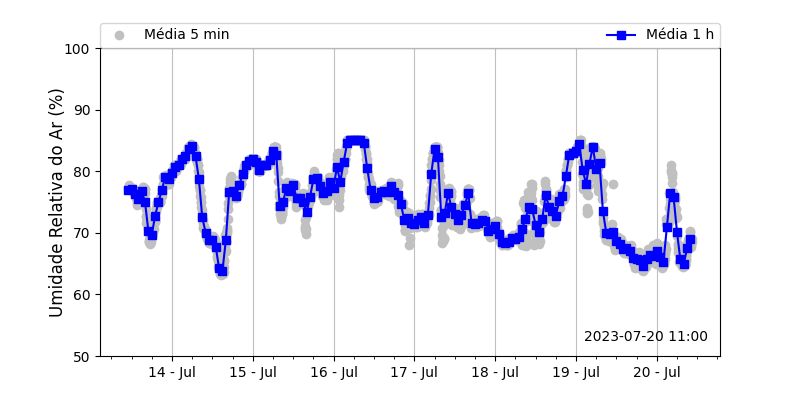 Média 5 min
Média 1 h
Umidade Relativa do Ar (%)
100
90
80
70
60
50
2023-07-20 11:00
14 - Jul
15 - Jul
16 - Jul
17 - Jul
18 - Jul
19 - Jul
20 - Jul